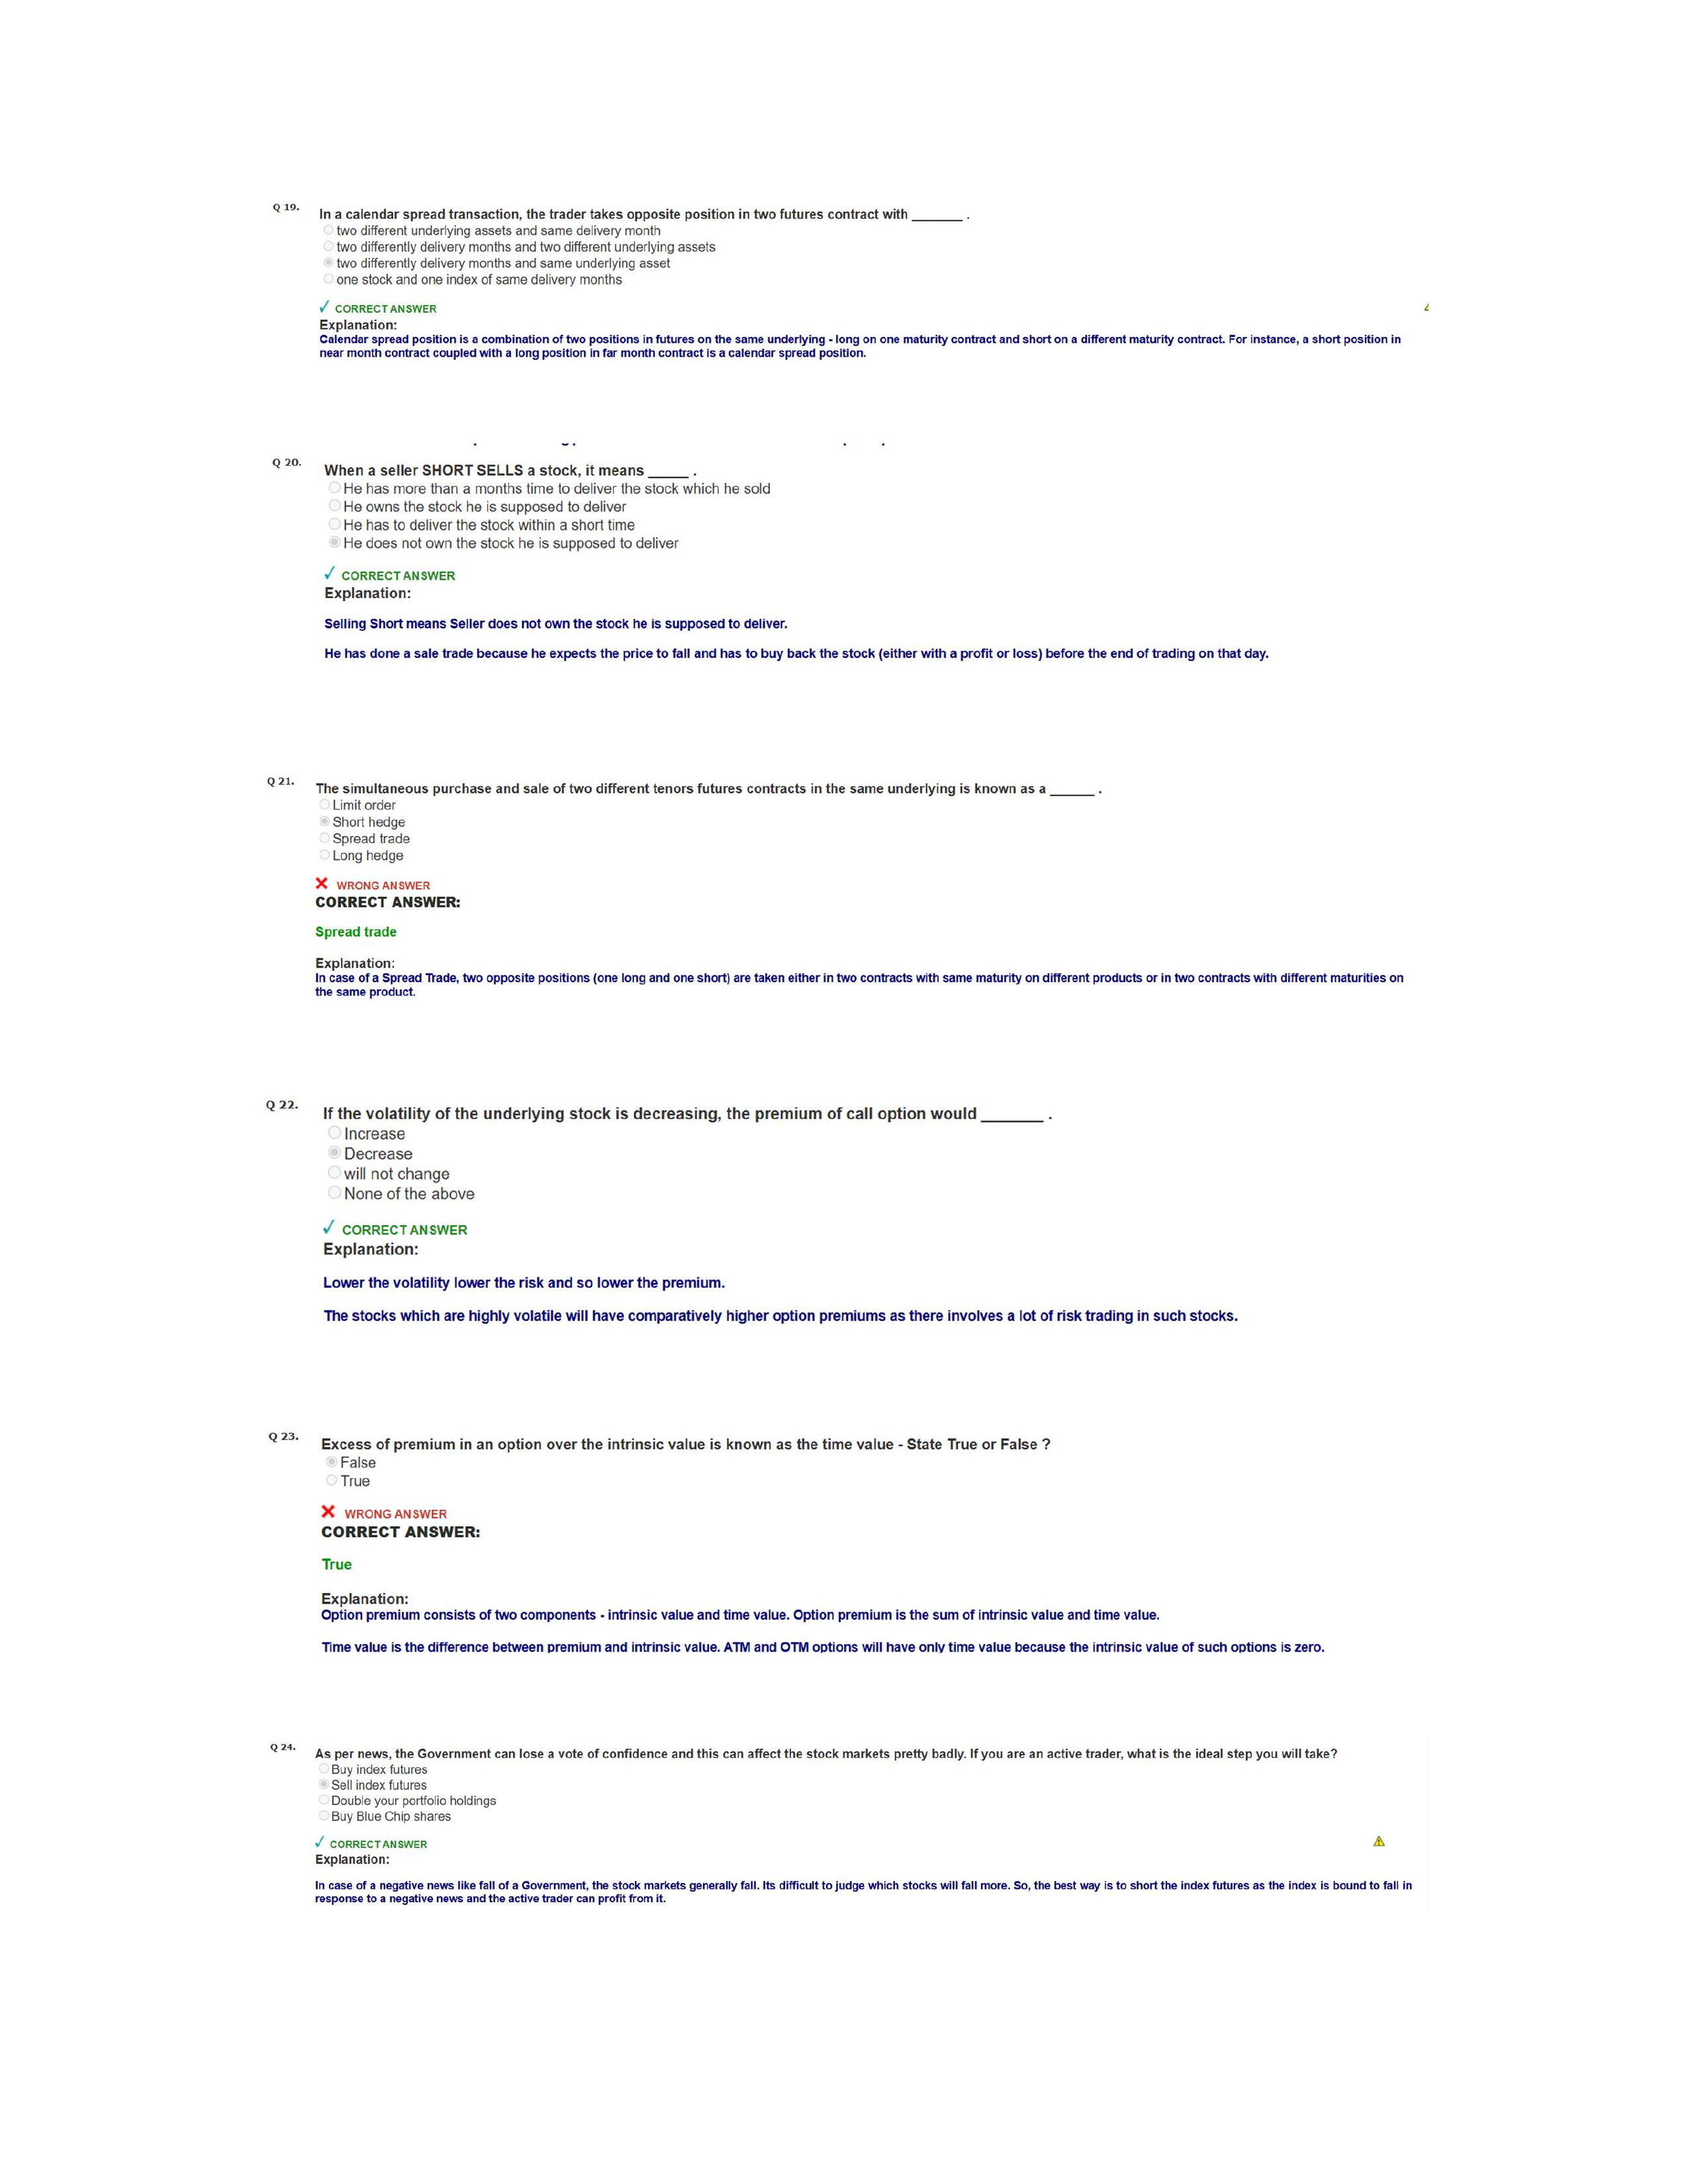 Q 19.
In a calendar spread transaction, the trader takes opposite position in two futures contract with _______ .
two different underlying assets and same delivery month
two differently delivery months and two different underlying assets
two differently delivery months and same underlying asset
one stock and one index of same delivery months
✓ CORRECT ANSWER
Explanation:
Calendar spread position is a combination of two positions in futures on the same underlying - long on one maturity contract and short on a different maturity contract. For instance, a short position in
near month contract coupled with a long position in far month contract is a calendar spread position.
Q 20.
When a seller SHORT SELLS a stock, it means _____ .
He has more than a months time to deliver the stock which he sold
He owns the stock he is supposed to deliver
He has to deliver the stock within a short time
He does not own the stock he is supposed to deliver
✓ CORRECT ANSWER
Explanation:
Selling Short means Seller does not own the stock he is supposed to deliver.
He has done a sale trade because he expects the price to fall and has to buy back the stock (either with a profit or loss) before the end of trading on that day.
Q 21.
The simultaneous purchase and sale of two different tenors futures contracts in the same underlying is known as a ______ .
Limit order
Short hedge
Spread trade
Long hedge
✗ WRONG ANSWER
CORRECT ANSWER:
Spread trade
Explanation:
In case of a Spread Trade, two opposite positions (one long and one short) are taken either in two contracts with same maturity on different products or in two contracts with different maturities on
the same product.
Q 22.
If the volatility of the underlying stock is decreasing, the premium of call option would _______ .
Increase
Decrease
will not change
None of the above
✓ CORRECT ANSWER
Explanation:
Lower the volatility lower the risk and so lower the premium.
The stocks which are highly volatile will have comparatively higher option premiums as there involves a lot of risk trading in such stocks.
Q 23.
Excess of premium in an option over the intrinsic value is known as the time value - State True or False ?
False
True
✗ WRONG ANSWER
CORRECT ANSWER:
True
Explanation:
Option premium consists of two components - intrinsic value and time value. Option premium is the sum of intrinsic value and time value.
Time value is the difference between premium and intrinsic value. ATM and OTM options will have only time value because the intrinsic value of such options is zero.
Q 24.
As per news, the Government can lose a vote of confidence and this can affect the stock markets pretty badly. If you are an active trader, what is the ideal step you will take?
Buy index futures
Sell index futures
Double your portfolio holdings
Buy Blue Chip shares
✓ CORRECT ANSWER
Explanation:
In case of a negative news like fall of a Government, the stock markets generally fall. Its difficult to judge which stocks will fall more. So, the best way is to short the index futures as the index is bound to fall in
response to a negative news and the active trader can profit from it.